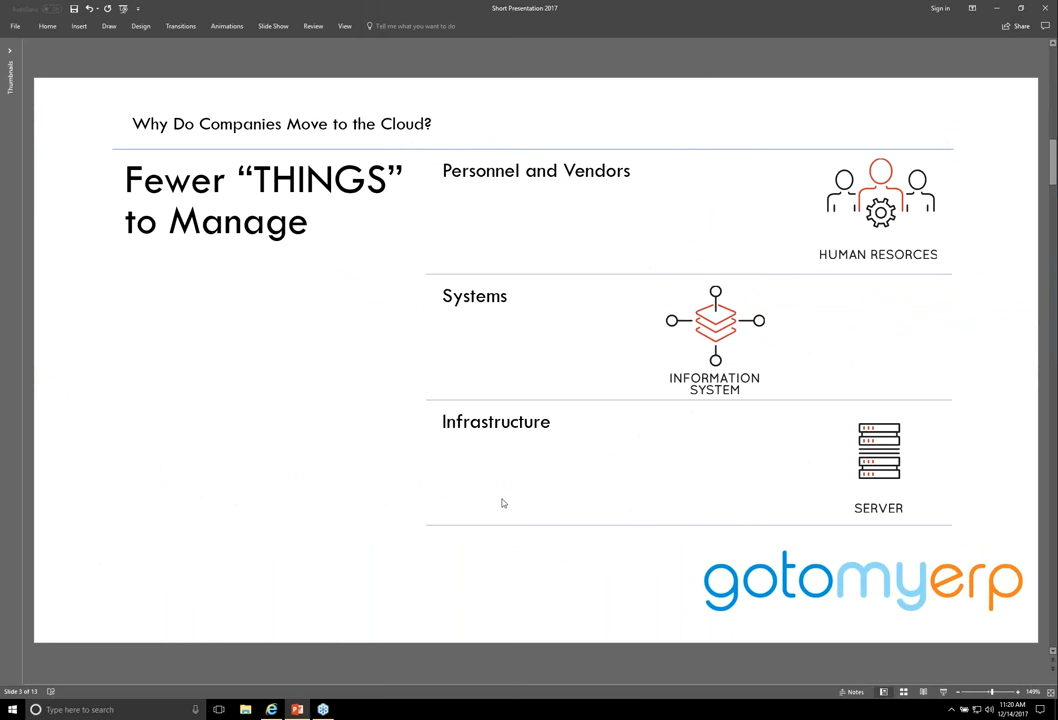 AutoSave
Short Presentation 2017
Sign in
File Home Insert Draw Design Transitions Animations Slide Show Review View Tell me what you want to do
Share
Thumbnails
Why Do Companies Move to the Cloud?
Fewer “THINGS”
to Manage
Personnel and Vendors
HUMAN RESORCES
Systems
INFORMATION
SYSTEM
Infrastructure
SERVER
gotomyerp
Slide 3 of 13
Notes
149%
Type here to search
11:20 AM
12/14/2017